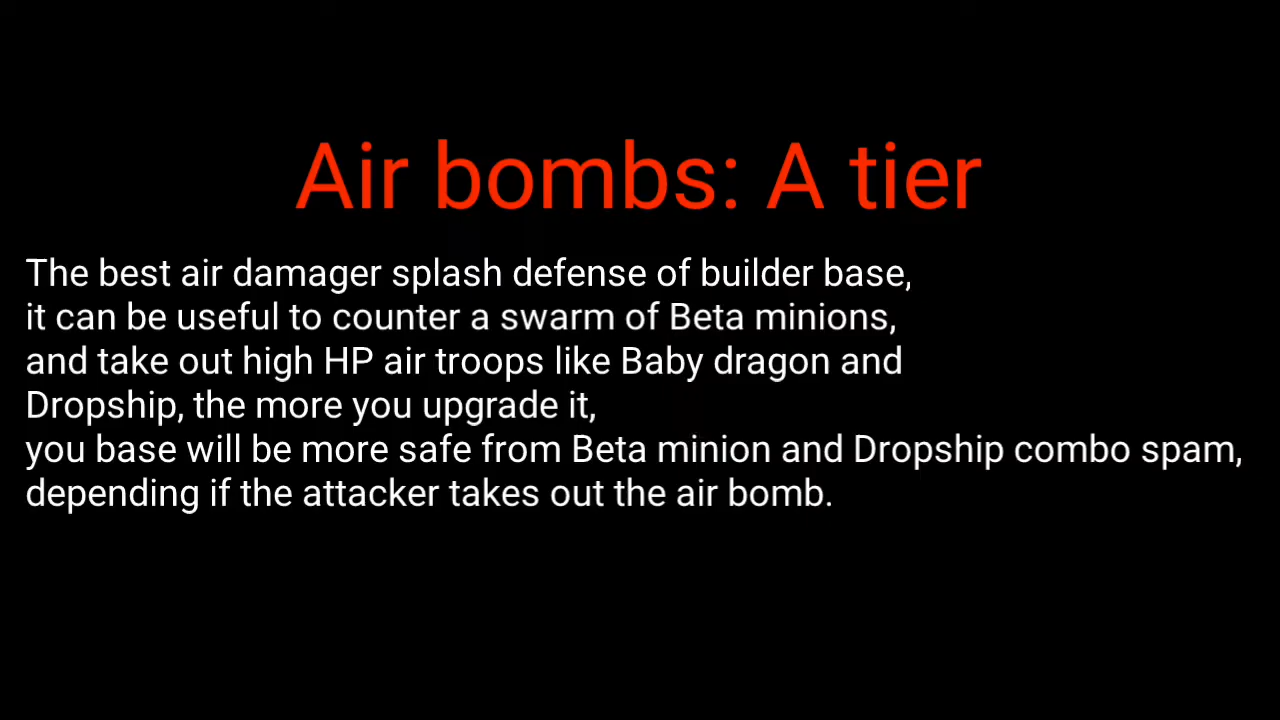 Air bombs: A tier
The best air damager splash defense of builder base,
it can be useful to counter a swarm of Beta minions,
and take out high HP air troops like Baby dragon and
Dropship, the more you upgrade it,
you base will be more safe from Beta minion and Dropship combo spam,
depending if the attacker takes out the air bomb.